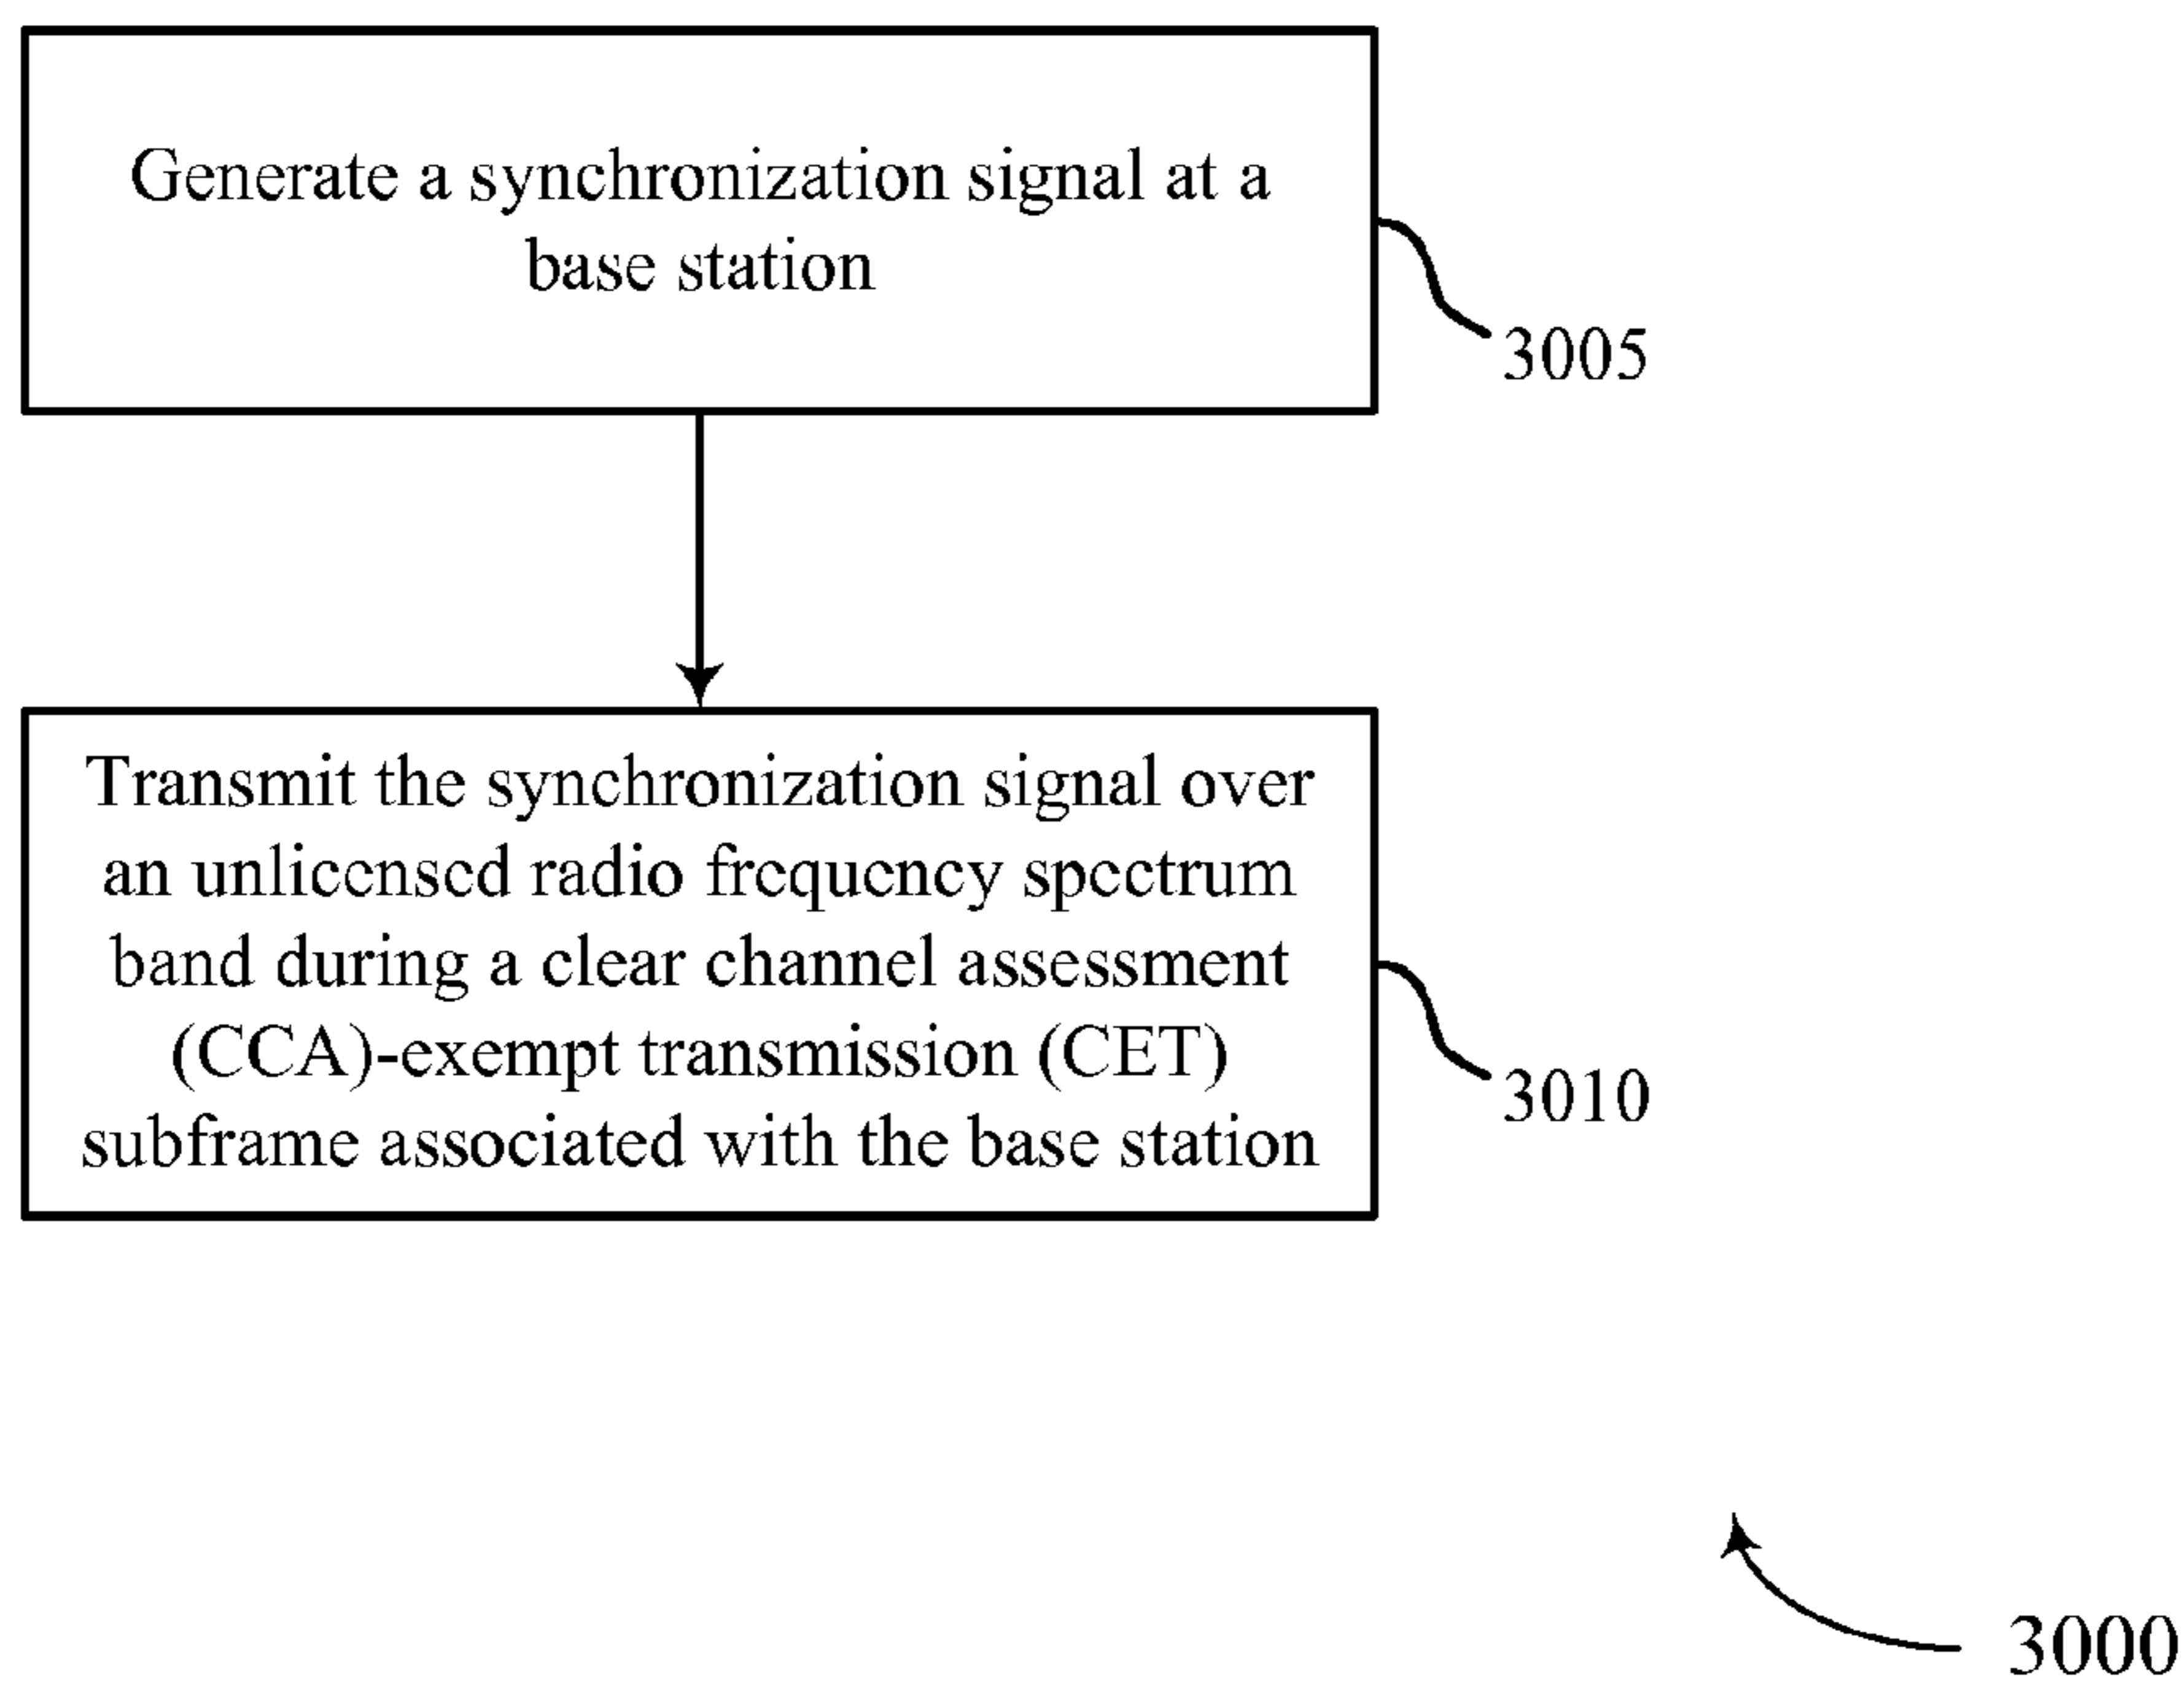 Generate a synchronization signal at a
base station
3005
Transmit the synchronization signal over
an unlicensed radio frequency spectrum
band during a clear channel assessment
(CCA)-exempt transmission (CET)
subframe associated with the base station
3010
3000